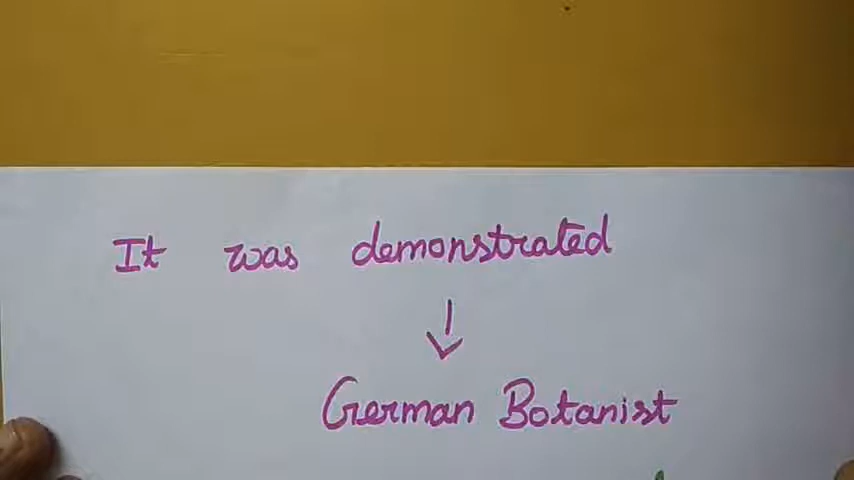 It was demonstrated
↓
German Botanist